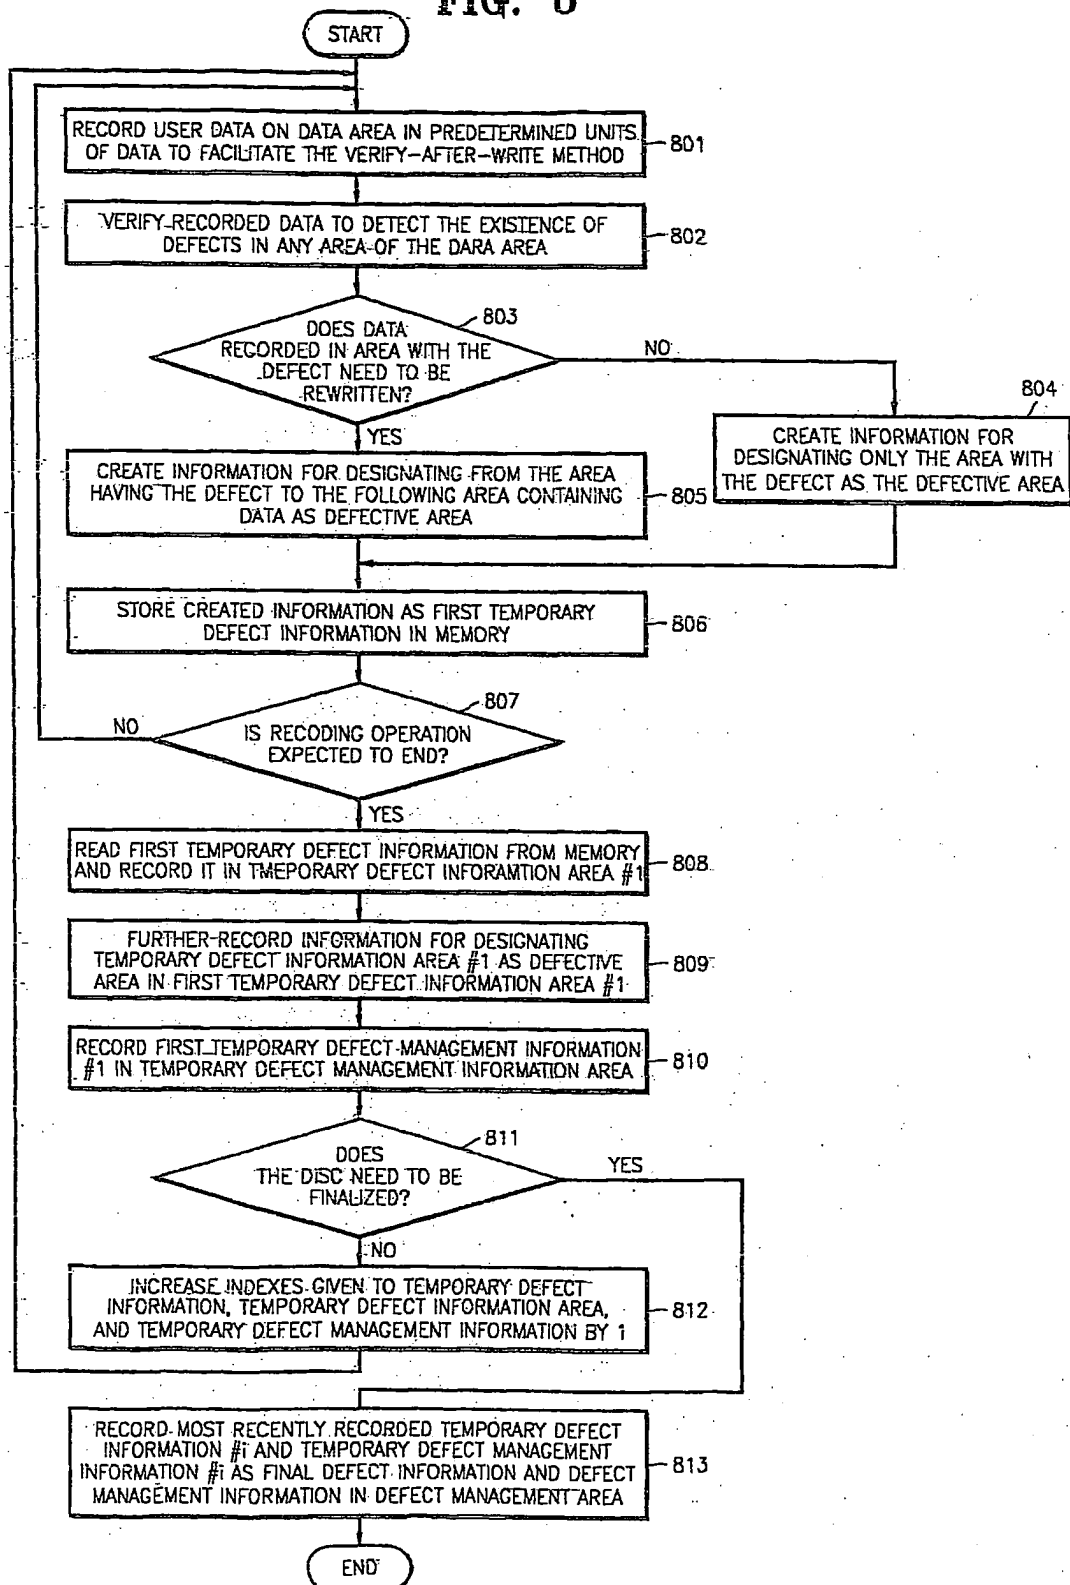 FIG. 8
START
RECORD USER DATA ON DATA AREA IN PREDETERMINED UNITS
OF DATA TO FACILITATE THE VERIFY-AFTER-WRITE METHOD
801
VERIFY RECORDED DATA TO DETECT THE EXISTENCE OF
DEFECTS IN ANY AREA OF THE DARA AREA
802
803
DOES DATA
RECORDED IN AREA WITH THE
DEFECT NEED TO BE
REWRITTEN?
NO
YES
804
CREATE INFORMATION FOR
DESIGNATING ONLY THE AREA WITH
THE DEFECT AS THE DEFECTIVE AREA
CREATE INFORMATION FOR DESIGNATING FROM THE AREA
HAVING THE DEFECT TO THE FOLLOWING AREA CONTAINING
DATA AS DEFECTIVE AREA
805
STORE CREATED INFORMATION AS FIRST TEMPORARY
DEFECT INFORMATION IN MEMORY
806
807
IS RECODING OPERATION
EXPECTED TO END?
NO
YES
READ FIRST TEMPORARY DEFECT INFORMATION FROM MEMORY
AND RECORD IT IN TMEPORARY DEFECT INFORAMTION AREA #1
808
FURTHER RECORD INFORMATION FOR DESIGNATING
TEMPORARY DEFECT INFORMATION AREA #1 AS DEFECTIVE
AREA IN FIRST TEMPORARY DEFECT INFORMATION AREA #1
809
RECORD FIRST TEMPORARY DEFECT MANAGEMENT INFORMATION
#1 IN TEMPORARY DEFECT MANAGEMENT INFORMATION AREA
810
811
DOES
THE DISC NEED TO BE
FINALIZED?
YES
NO
INCREASE INDEXES GIVEN TO TEMPORARY DEFECT
INFORMATION, TEMPORARY DEFECT INFORMATION AREA,
AND TEMPORARY DEFECT MANAGEMENT INFORMATION BY 1
812
RECORD MOST RECENTLY RECORDED TEMPORARY DEFECT
INFORMATION #i AND TEMPORARY DEFECT MANAGEMENT
INFORMATION #i AS FINAL DEFECT INFORMATION AND DEFECT
MANAGEMENT INFORMATION IN DEFECT MANAGEMENT AREA
813
END